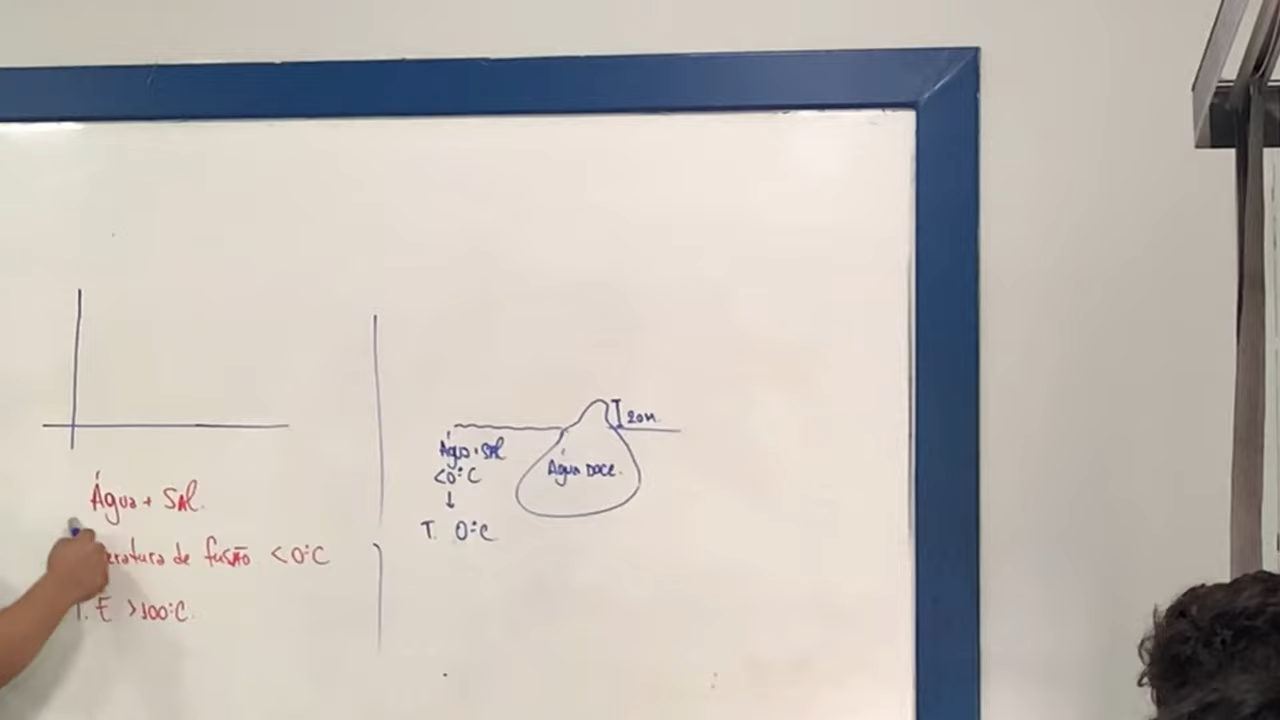 Água + SAL.
eratura de fusão <0°C
T. E >100°C.
20m.
Água + SAL
<0°C
↓
T. 0°C
Água Doce.